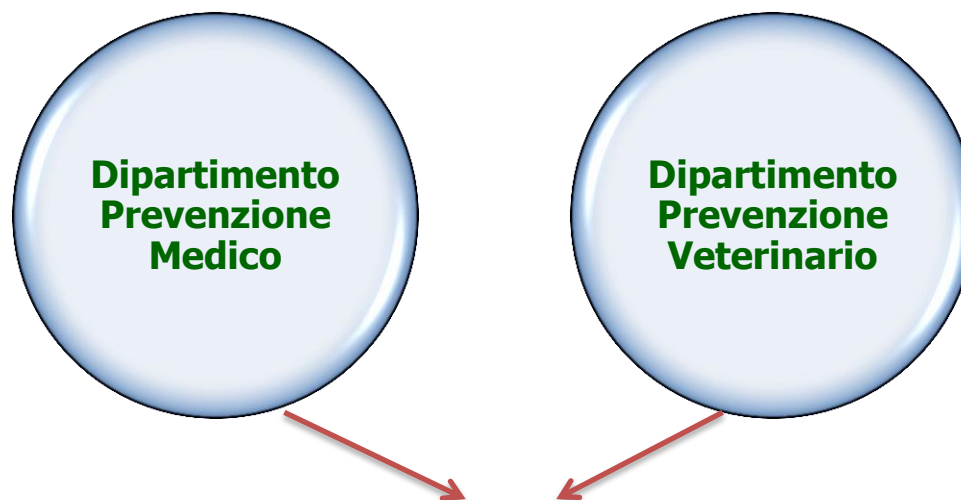 Dipartimento
Prevenzione
Medico
Dipartimento
Prevenzione
Veterinario